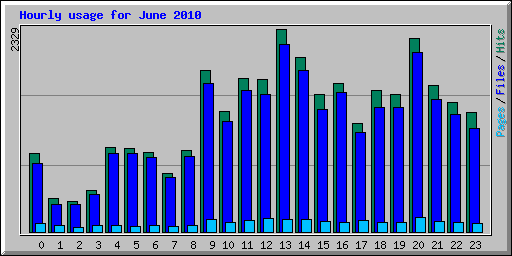 Hourly usage for June 2010
2329
Pages/Files/Hits
0 1 2 3 4 5 6 7 8 9 10 11 12 13 14 15 16 17 18 19 20 21 22 23